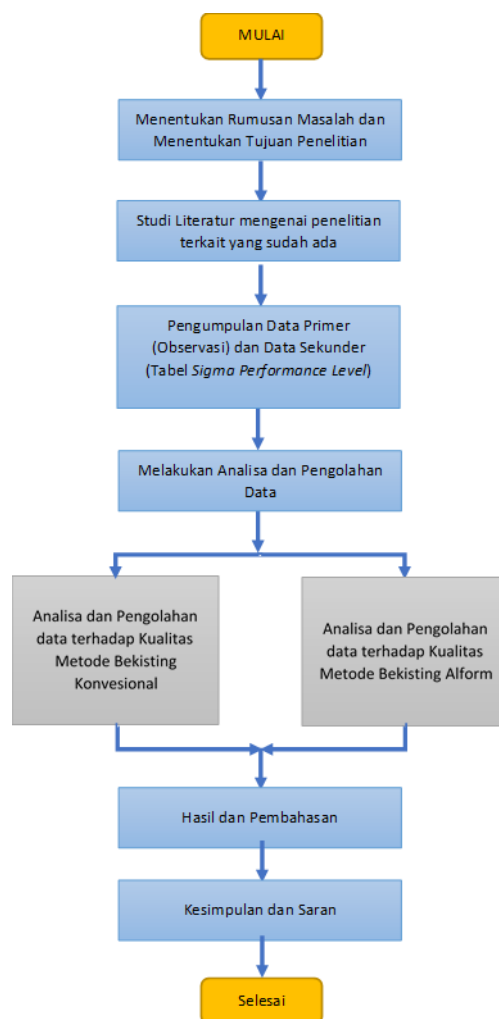 MULAI
Menentukan Rumusan Masalah dan
Menentukan Tujuan Penelitian
Studi Literatur mengenai penelitian
terkait yang sudah ada
Pengumpulan Data Primer
(Observasi) dan Data Sekunder
(Tabel Sigma Performance Level)
Melakukan Analisa dan Pengolahan
Data
Analisa dan Pengolahan
data terhadap Kualitas
Metode Bekisting
Konvesional
Analisa dan Pengolahan
data terhadap Kualitas
Metode Bekisting Alform
Hasil dan Pembahasan
Kesimpulan dan Saran
Selesai